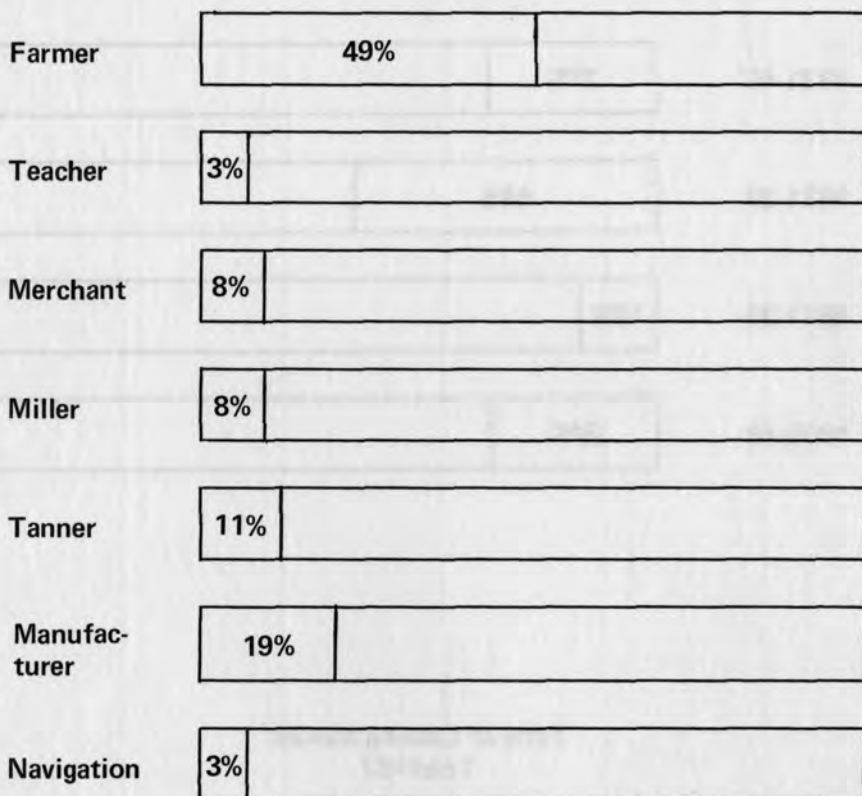 Farmer 49%
Teacher 3%
Merchant 8%
Miller 8%
Tanner 11%
Manufac-
turer 19%
Navigation 3%